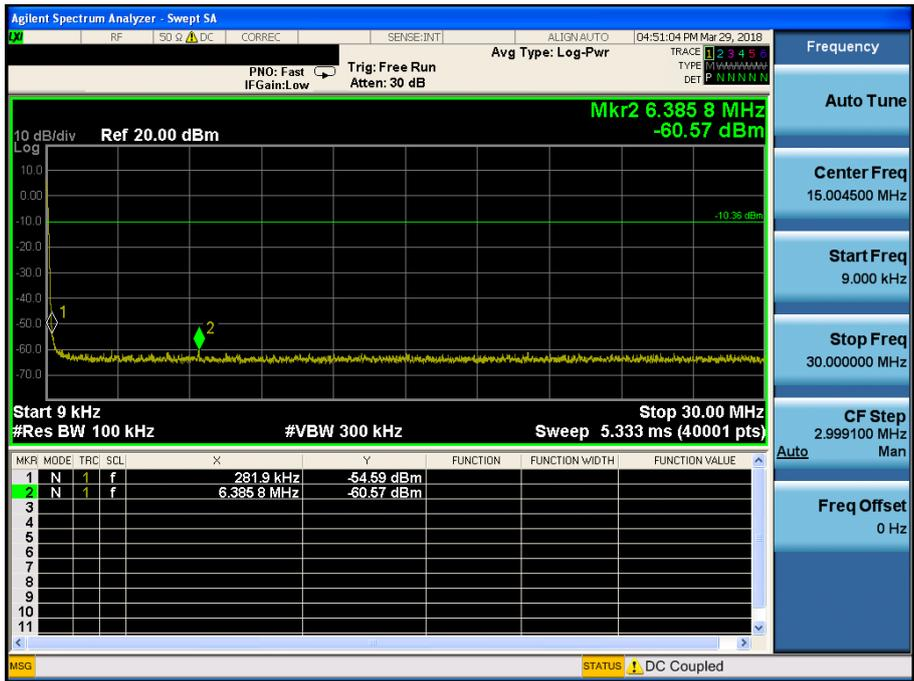 Agilent Spectrum Analyzer - Swept SA
LXI RF 50 Ω DC CORREC SENSE:INT ALIGN AUTO 04:51:04 PM Mar 29, 2018
Avg Type: Log-Pwr
TRACE 1 2 3 4 5 6
PNO: Fast Trig: Free Run
TYPE M WWWWW
IFGain:Low Atten: 30 dB
DET P N N N N N
Mkr2 6.385 8 MHz
-60.57 dBm
10 dB/div Ref 20.00 dBm
Log
10.0
0.00
-10.0
-10.36 dBm
-20.0
-30.0
-40.0
1
-50.0
2
-60.0
-70.0
Start 9 kHz Stop 30.00 MHz
#Res BW 100 kHz #VBW 300 kHz Sweep 5.333 ms (40001 pts)
MKR MODE TRC SCL X Y FUNCTION FUNCTION WIDTH FUNCTION VALUE
1 N 1 f 281.9 kHz -54.59 dBm
2 N 1 f 6.385 8 MHz -60.57 dBm
3
4
5
6
7
8
9
10
11
MSG STATUS DC Coupled
Frequency
Auto Tune
Center Freq
15.004500 MHz
Start Freq
9.000 kHz
Stop Freq
30.000000 MHz
CF Step
2.999100 MHz
Auto Man
Freq Offset
0 Hz